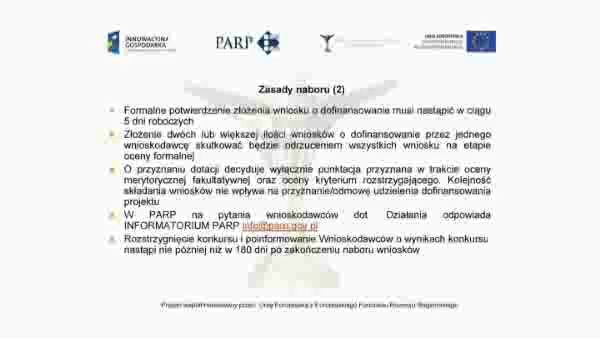 INNOWACYJNA
GOSPODARKA
PARP
UNIA EUROPEJSKA
Zasady naboru (2)
Formalne potwierdzenie złożenia wniosku o dofinansowanie musi nastąpić w ciągu
5 dni roboczych
Złożenie dwóch lub większej ilości wniosków o dofinansowanie przez jednego
wnioskodawcę skutkować będzie odrzuceniem wszystkich wniosku na etapie
oceny formalnej
O przyznaniu dotacji decyduje wyłącznie punktacja przyznana w trakcie oceny
merytorycznej fakultatywnej oraz oceny kryterium rozstrzygającego. Kolejność
składania wniosków nie wpływa na przyznanie/odmowę udzielenia dofinansowania
projektu
W PARP na pytania wnioskodawców dot Działania odpowiada
INFORMATORIUM PARP info@parp.gov.pl
Rozstrzygnięcie konkursu i poinformowanie Wnioskodawców o wynikach konkursu
nastąpi nie później niż w 180 dni po zakończeniu naboru wniosków
Projekt współfinansowany przez Unię Europejską z Europejskiego Funduszu Rozwoju Regionalnego